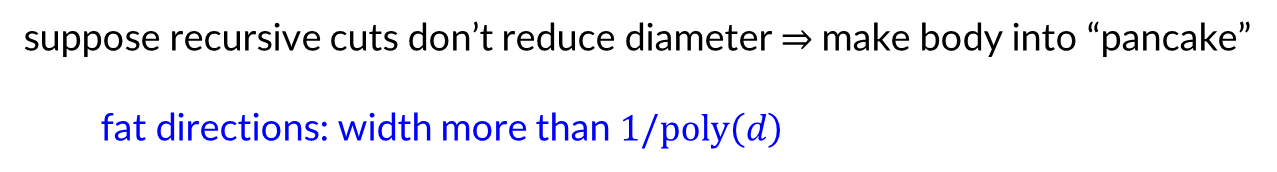 suppose recursive cuts don’t reduce diameter ⇒ make body into “pancake”
fat directions: width more than 1/poly(d)